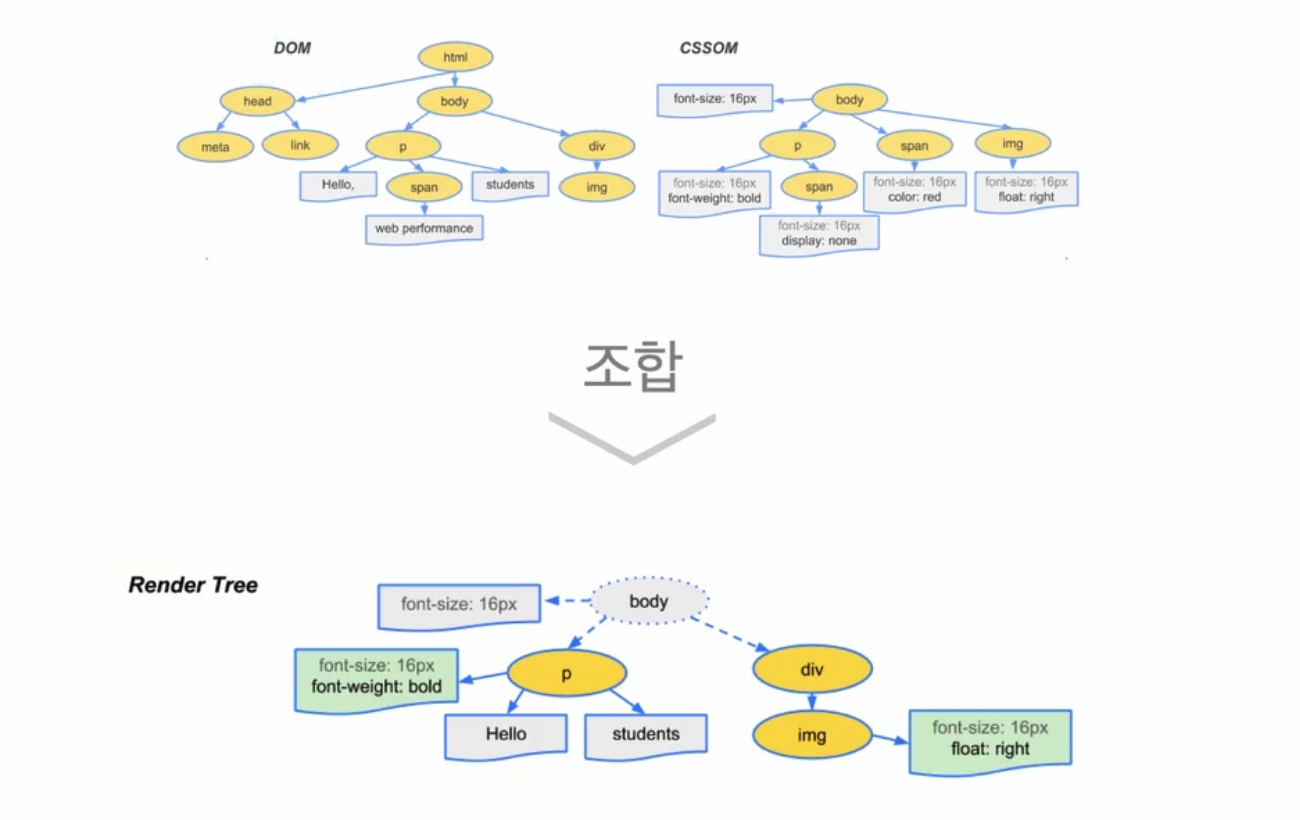 DOM
html
head
body
meta
link
p
div
Hello,
span
students
img
web performance
CSSOM
font-size: 16px
body
p
span
img
font-size: 16px
font-weight: bold
span
font-size: 16px
color: red
font-size: 16px
float: right
font-size: 16px
display: none
조합
Render Tree
font-size: 16px
body
font-size: 16px
font-weight: bold
p
div
Hello
students
img
font-size: 16px
float: right